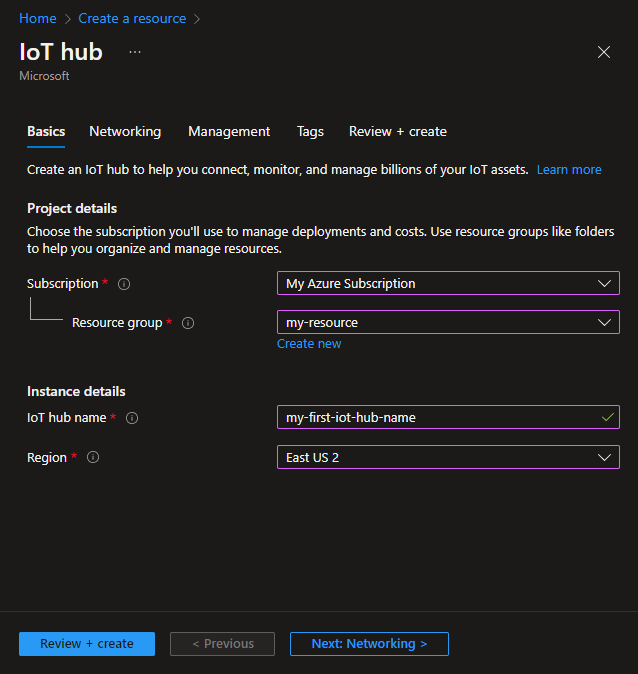 Home > Create a resource >
IoT hub ...
Microsoft
Basics Networking Management Tags Review + create
Create an IoT hub to help you connect, monitor, and manage billions of your IoT assets. Learn more
Project details
Choose the subscription you'll use to manage deployments and costs. Use resource groups like folders
to help you organize and manage resources.
Subscription * My Azure Subscription
Resource group * my-resource
Create new
Instance details
IoT hub name * my-first-iot-hub-name
Region * East US 2
Review + create < Previous Next: Networking >